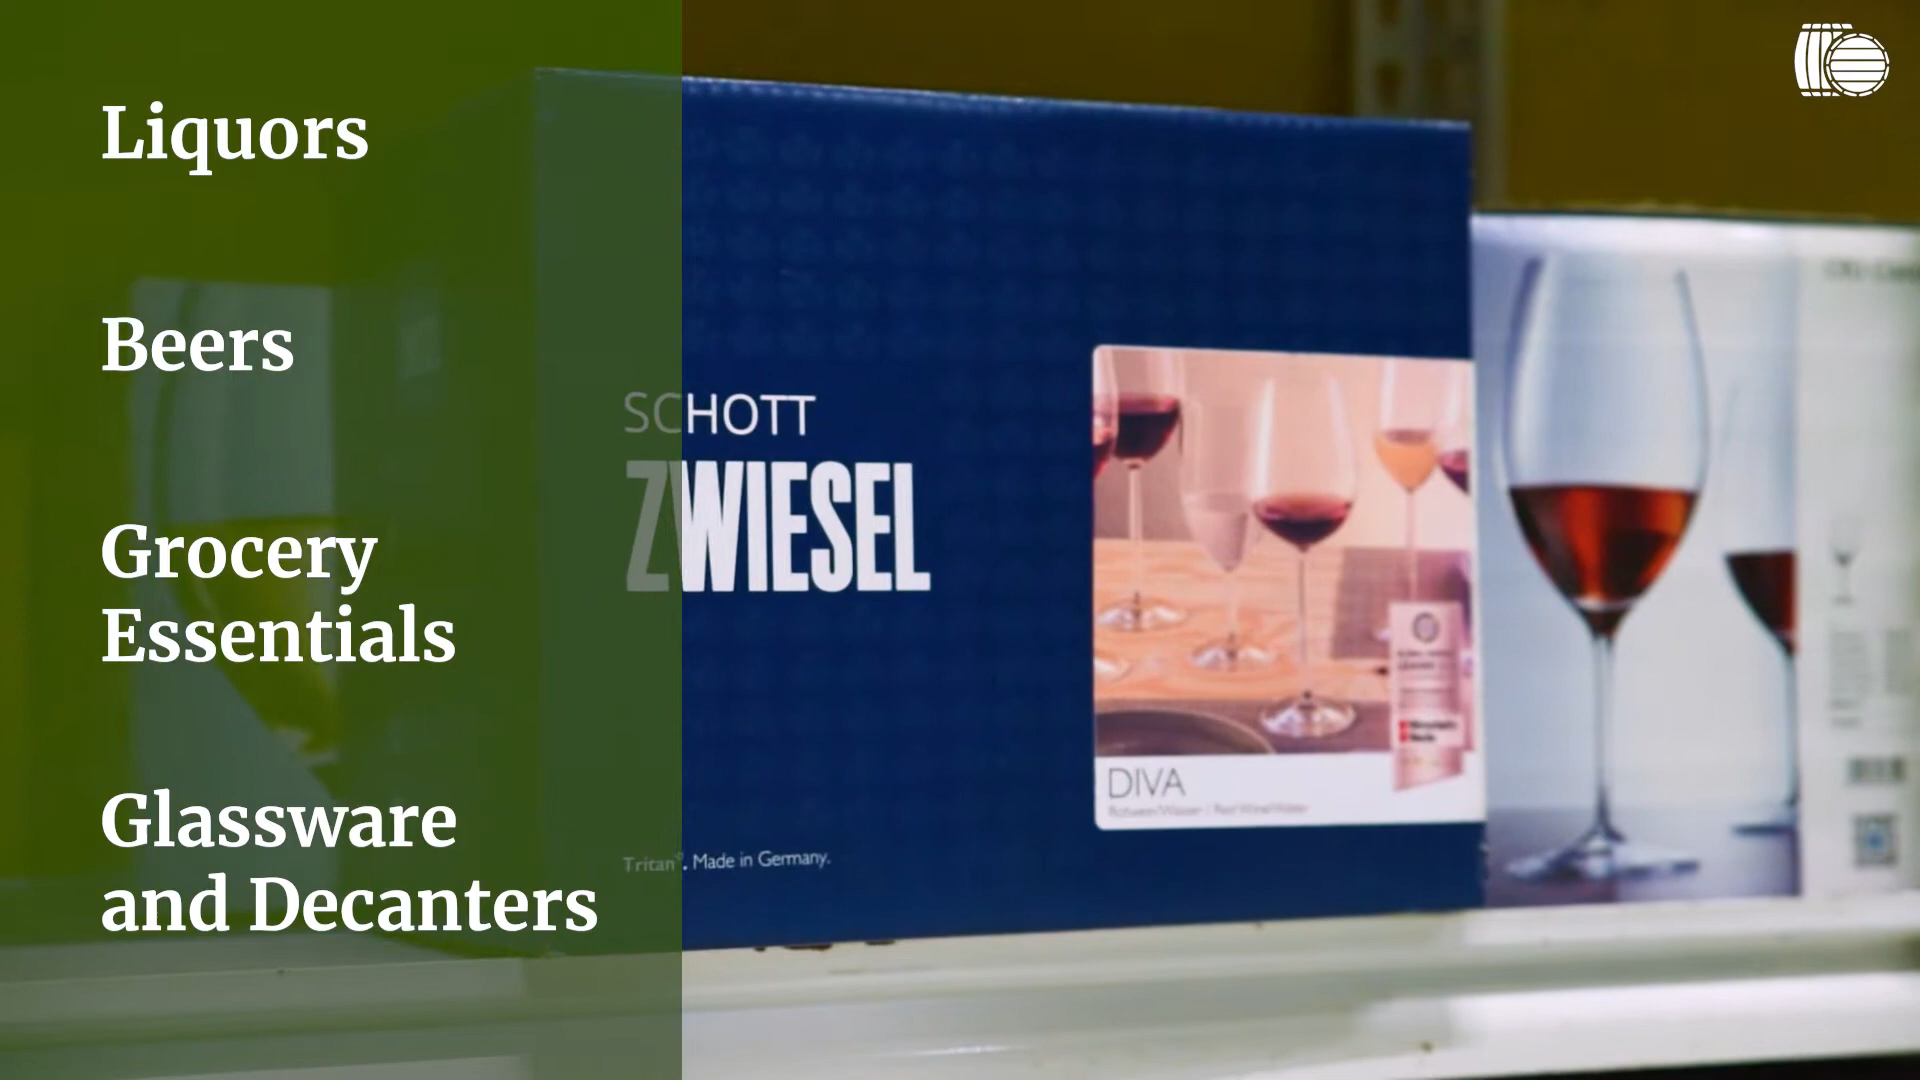 Liquors
Beers
Grocery
Essentials
Glassware
and Decanters
SCHOTT
ZWIESEL
Tritan®. Made in Germany.
DIVA